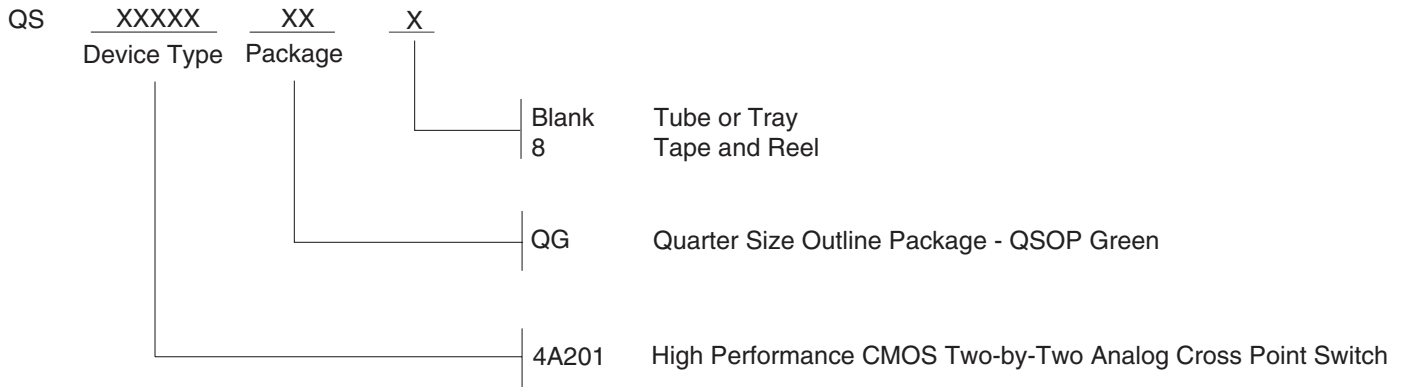 QS XXXXX XX X
Device Type Package
Blank Tube or Tray
8 Tape and Reel
QG Quarter Size Outline Package - QSOP Green
4A201 High Performance CMOS Two-by-Two Analog Cross Point Switch